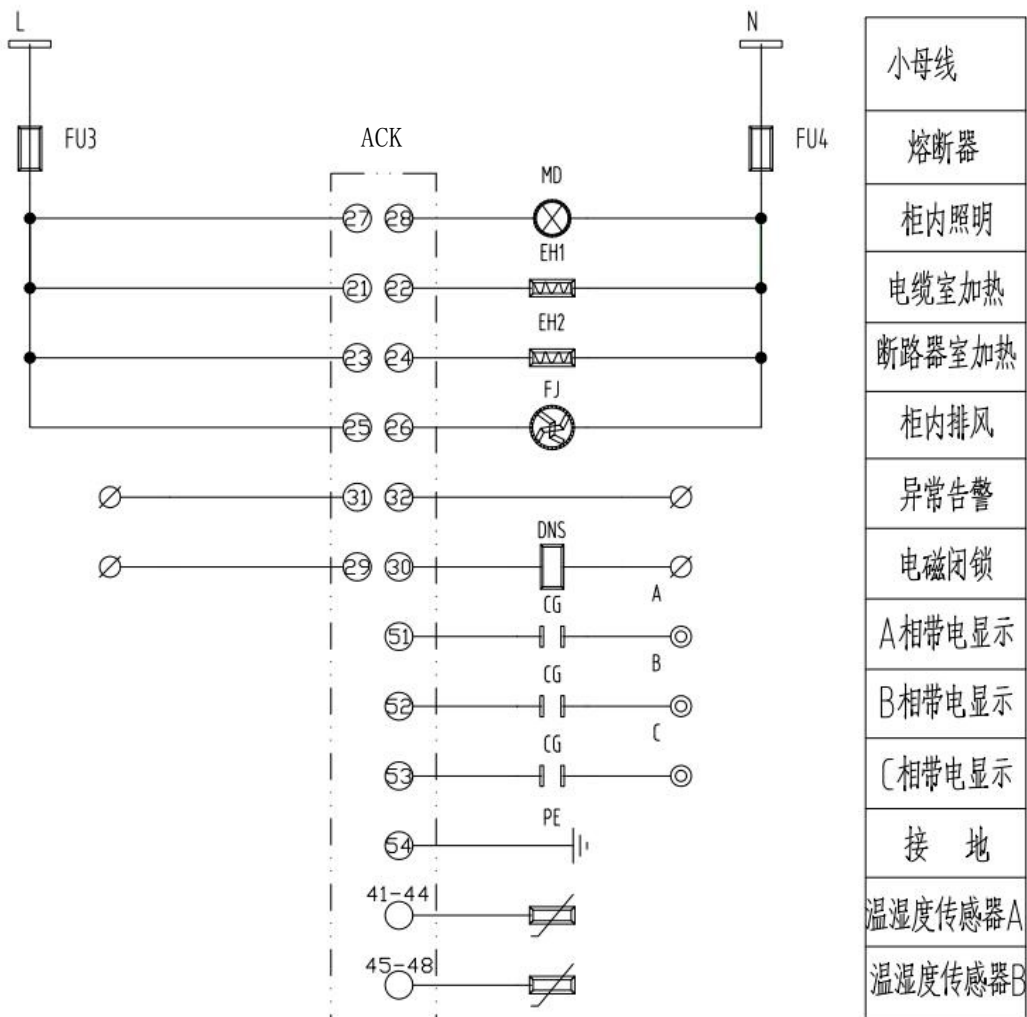 L
N
小母线
FU3
ACK
FU4
熔断器
MD
27
28
柜内照明
EH1
21
22
电缆室加热
EH2
23
24
断路器室加热
FJ
25
26
柜内排风
31
32
异常告警
DNS
29
30
电磁闭锁
A
CG
51
A相带电显示
B
CG
52
B相带电显示
C
CG
53
C相带电显示
PE
54
接 地
41-44
温湿度传感器A
45-48
温湿度传感器B